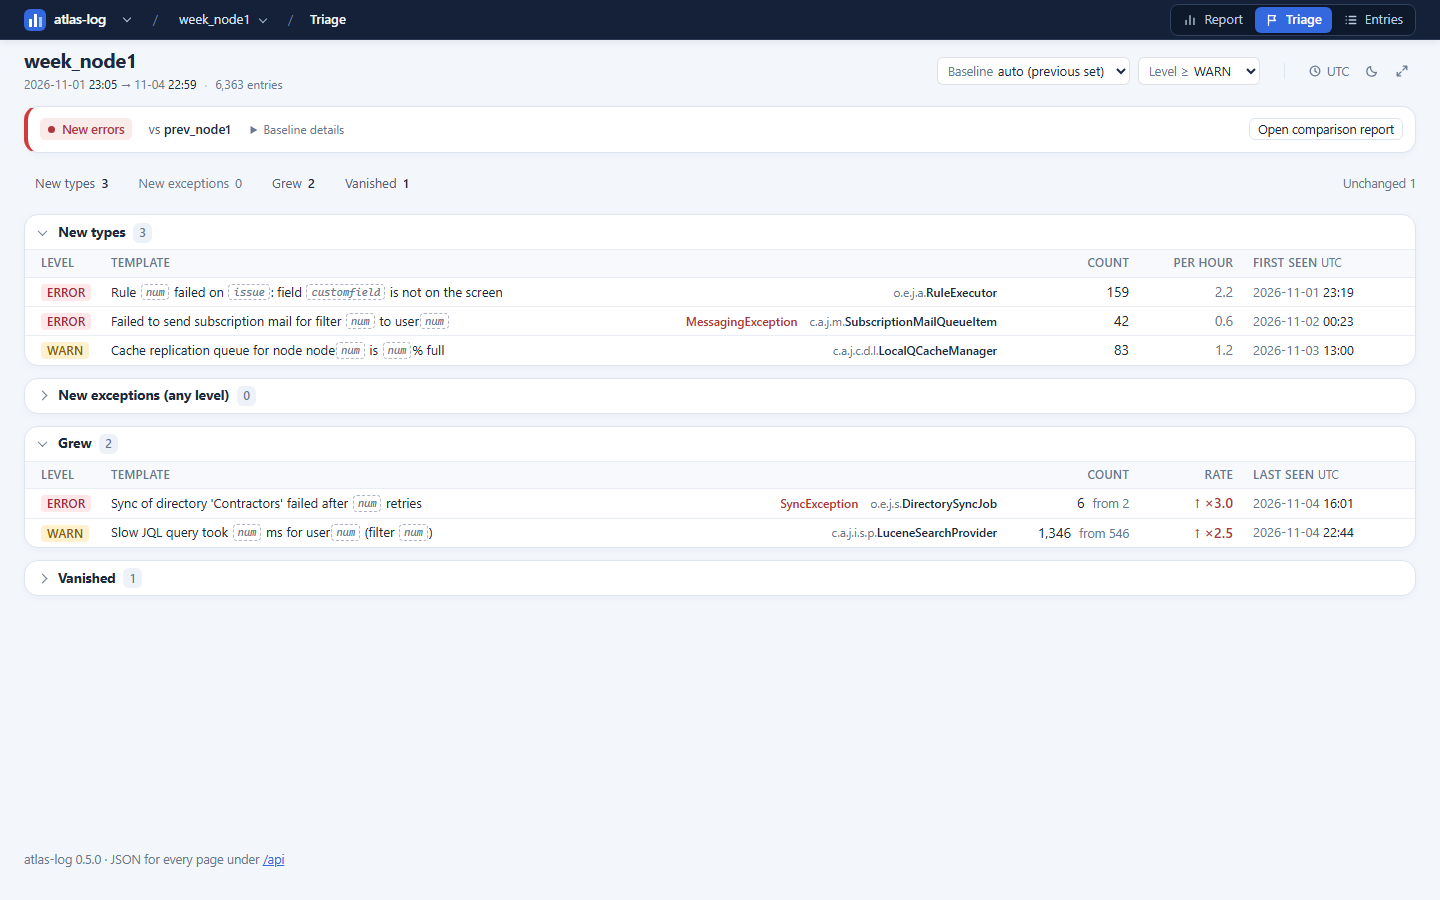 atlas-log / week_node1 / Triage Report Triage Entries
week_node1
2026-11-01 23:05 → 11-04 22:59 · 6,363 entries
Baseline auto (previous set) Level ≥ WARN UTC
New errors vs prev_node1 ▶ Baseline details Open comparison report
New types 3 New exceptions 0 Grew 2 Vanished 1 Unchanged 1
New types 3
LEVEL TEMPLATE COUNT PER HOUR FIRST SEEN UTC
ERROR Rule num failed on issue: field customfield is not on the screen o.e.j.a.RuleExecutor 159 2.2 2026-11-01 23:19
ERROR Failed to send subscription mail for filter num to user num MessagingException c.a.j.m.SubscriptionMailQueueItem 42 0.6 2026-11-02 00:23
WARN Cache replication queue for node node num is num % full c.a.j.c.d.l.LocalQCacheManager 83 1.2 2026-11-03 13:00
New exceptions (any level) 0
Grew 2
LEVEL TEMPLATE COUNT RATE LAST SEEN UTC
ERROR Sync of directory 'Contractors' failed after num retries SyncException o.e.j.s.DirectorySyncJob 6 from 2 ↑ ×3.0 2026-11-04 16:01
WARN Slow JQL query took num ms for user num (filter num) c.a.j.i.s.p.LuceneSearchProvider 1,346 from 546 ↑ ×2.5 2026-11-04 22:44
Vanished 1
atlas-log 0.5.0 · JSON for every page under /api